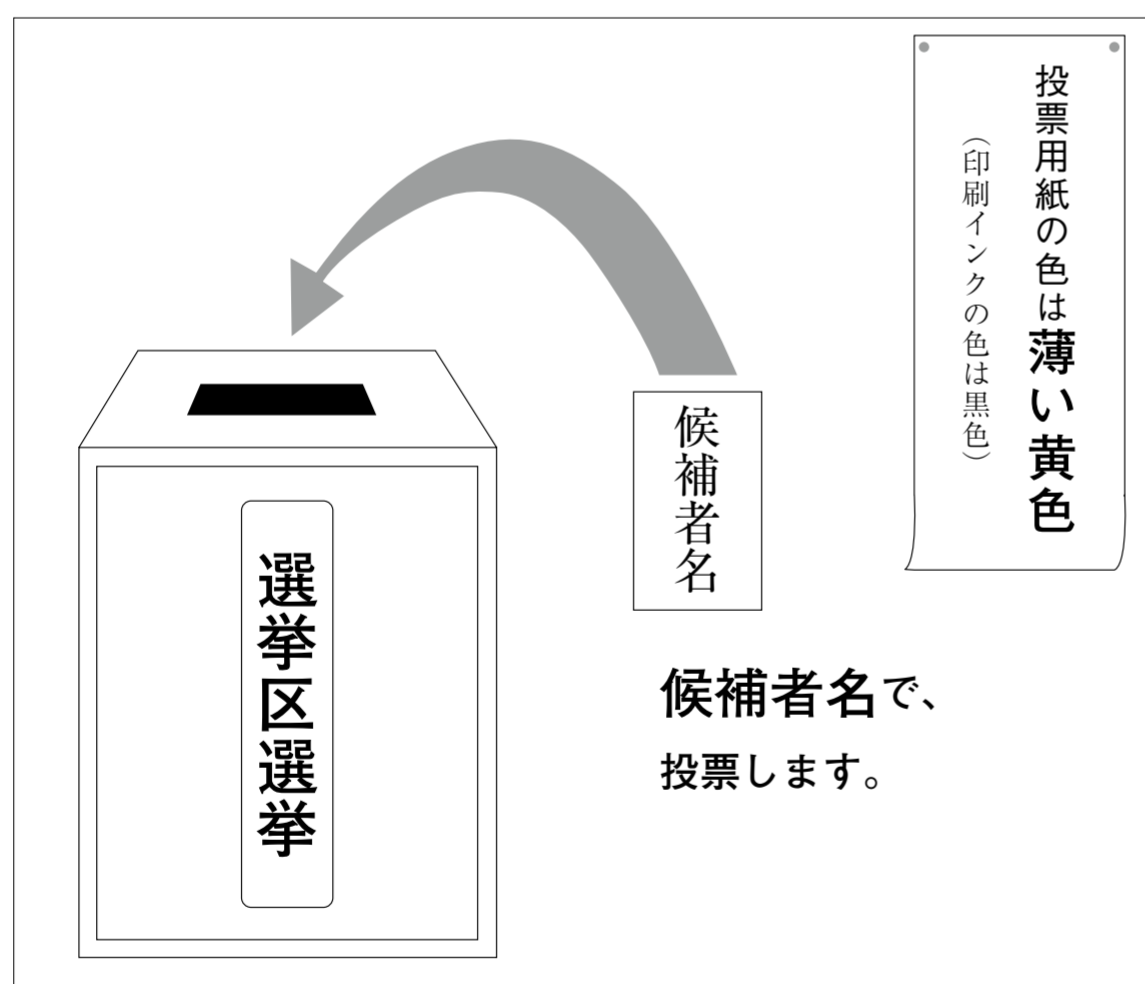 投票用紙の色は薄い黄色
（印刷インクの色は黒色）
候補者名
選挙区選挙
候補者名で、
投票します。